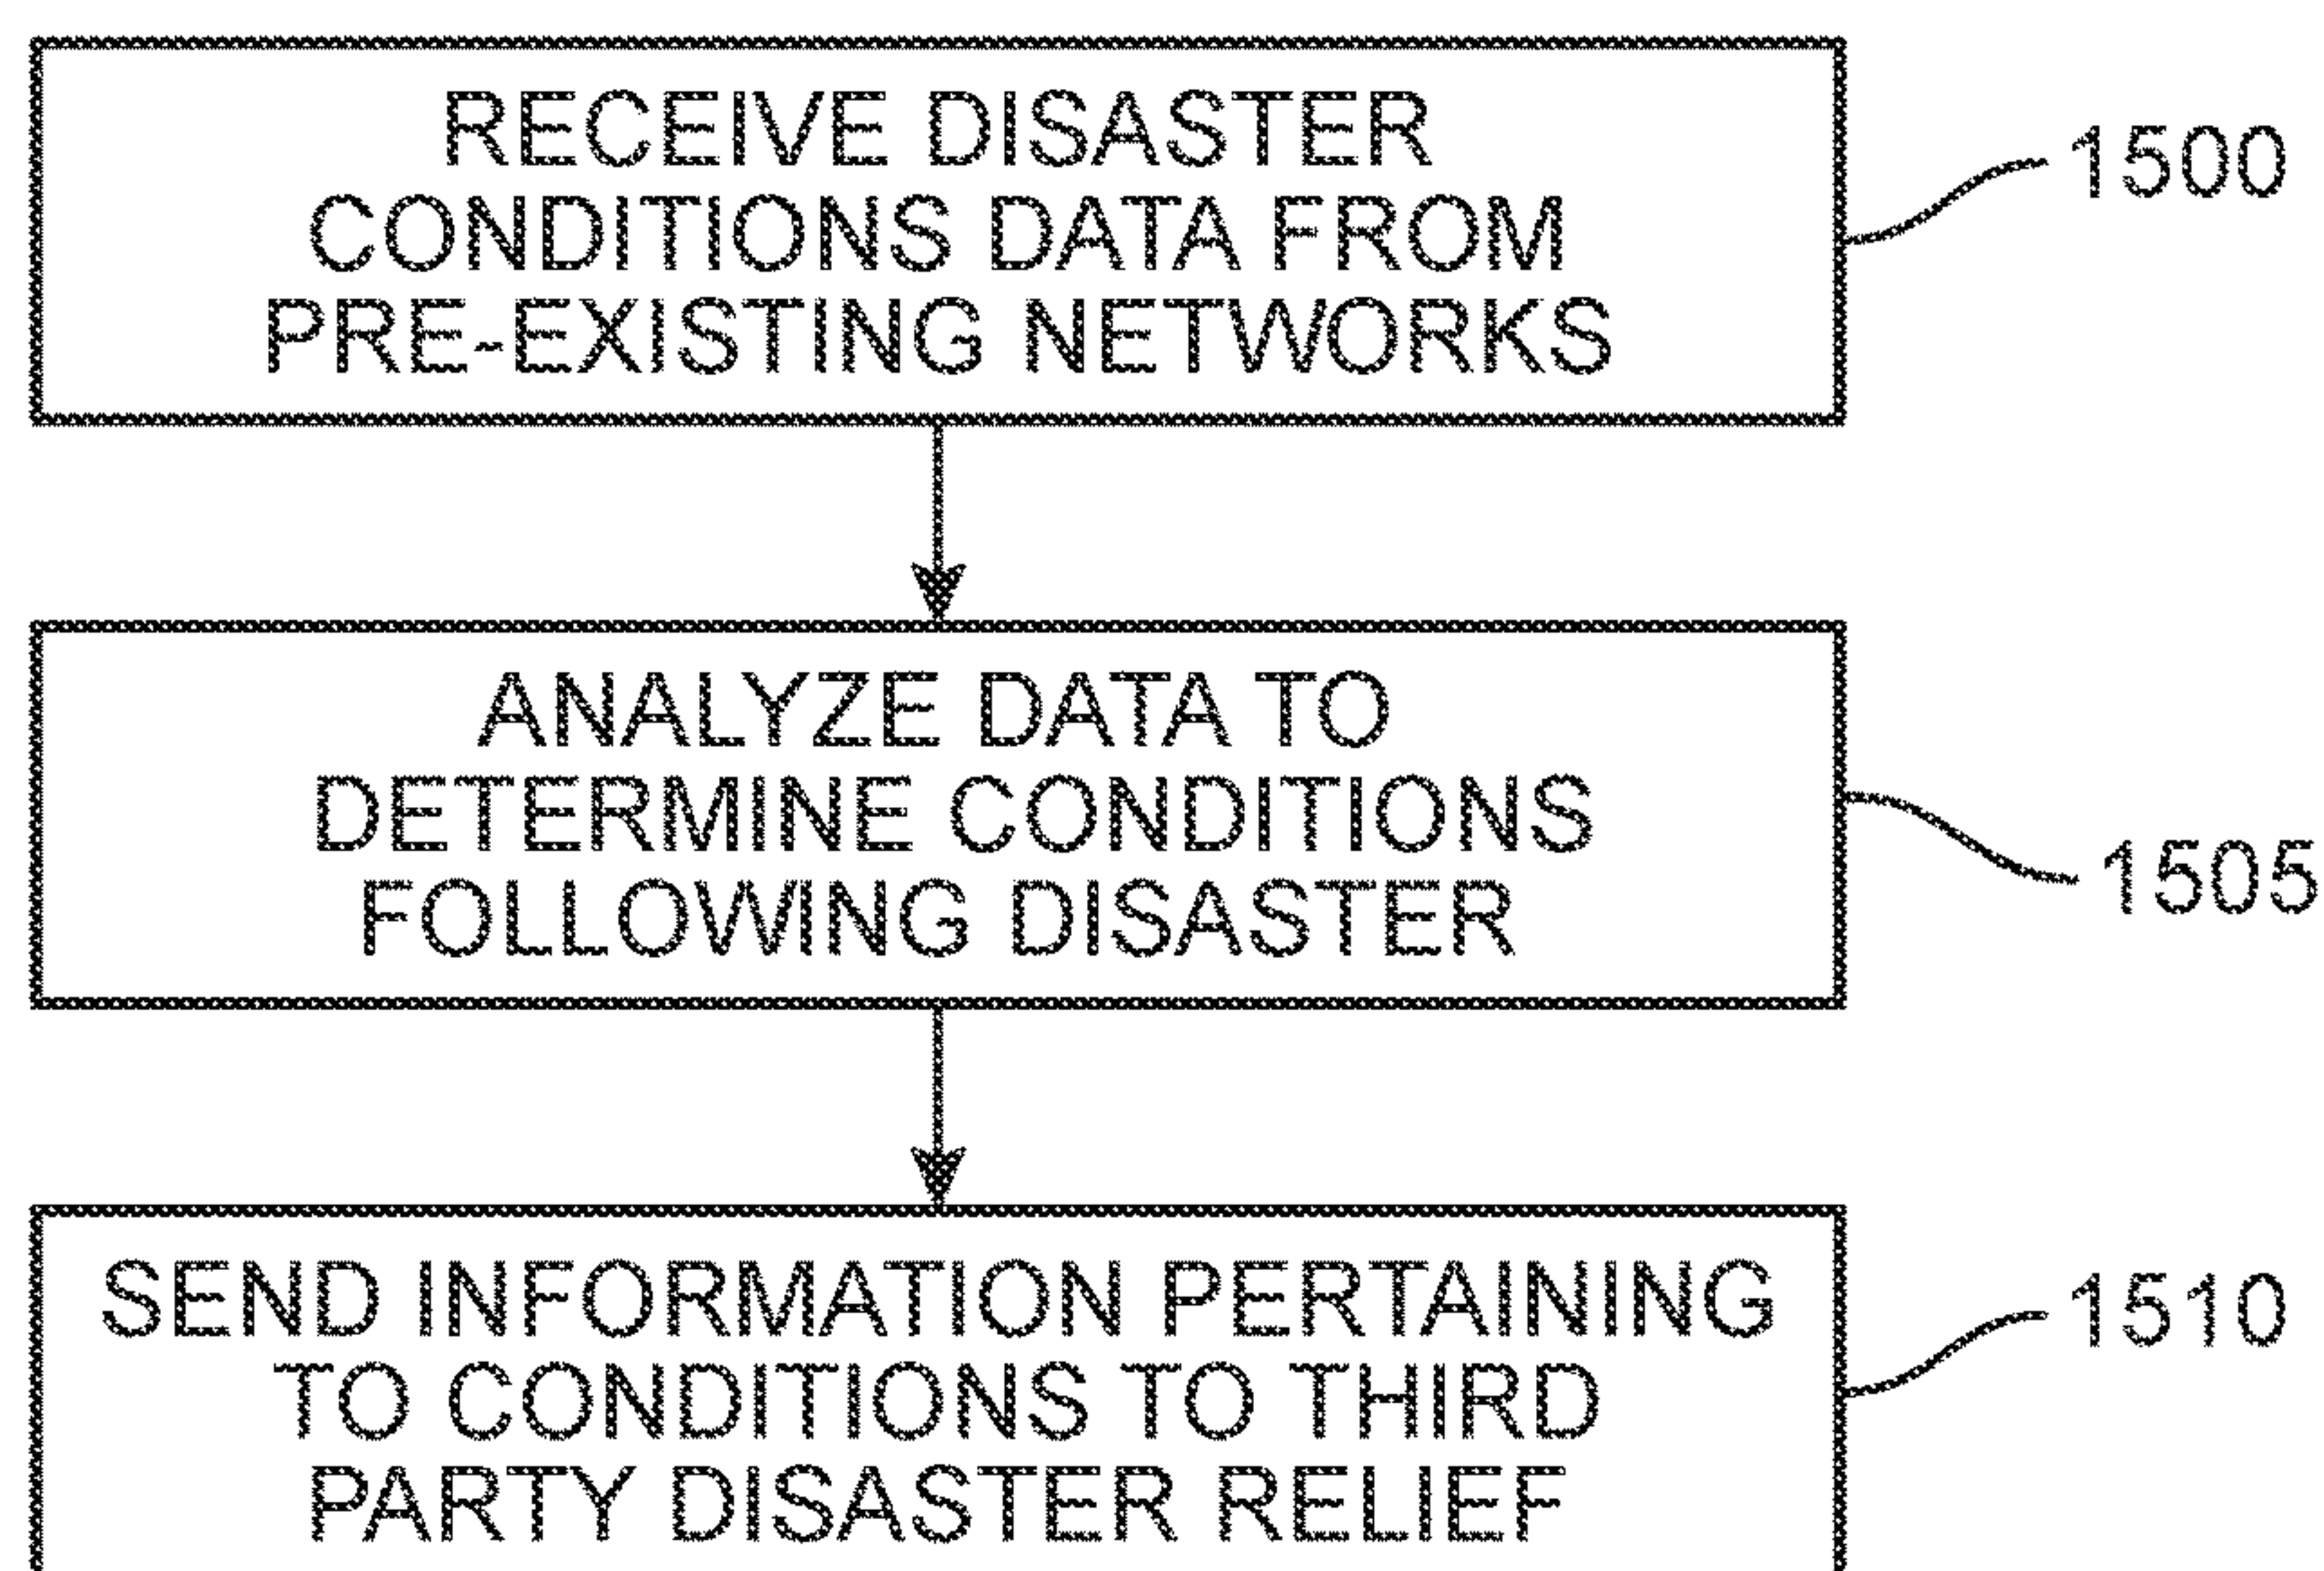 RECEIVE DISASTER
CONDITIONS DATA FROM
PRE-EXISTING NETWORKS
1500
ANALYZE DATA TO
DETERMINE CONDITIONS
FOLLOWING DISASTER
1505
SEND INFORMATION PERTAINING
TO CONDITIONS TO THIRD
PARTY DISASTER RELIEF
1510